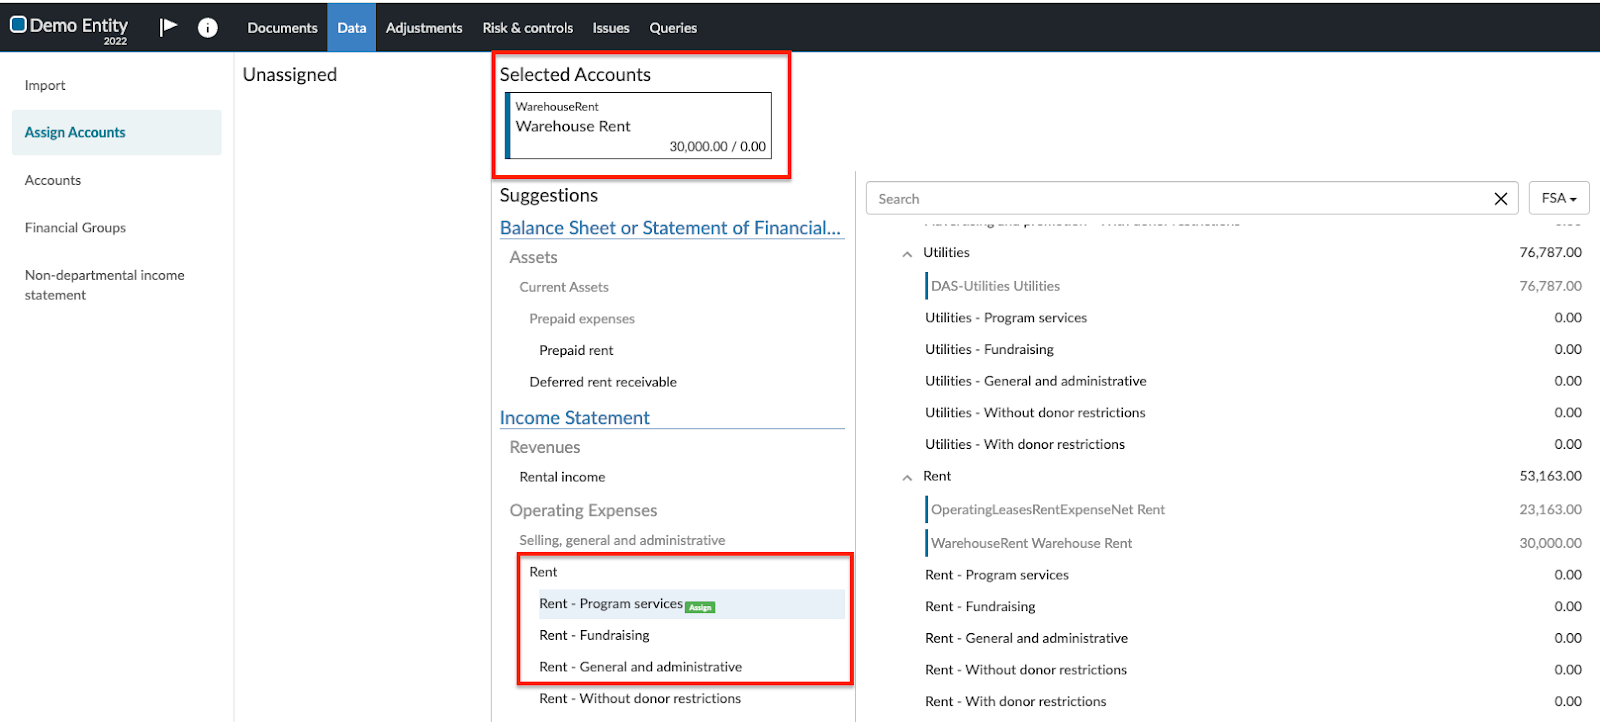 Demo Entity
2022
i
Documents
Data
Adjustments
Risk & controls
Issues
Queries
Import
Assign Accounts
Accounts
Financial Groups
Non-departmental income
statement
Unassigned
Selected Accounts
WarehouseRent
Warehouse Rent
30,000.00 / 0.00
Suggestions
Balance Sheet or Statement of Financial...
Assets
Current Assets
Prepaid expenses
Prepaid rent
Deferred rent receivable
Income Statement
Revenues
Rental income
Operating Expenses
Selling, general and administrative
Rent
Rent - Program services Assign
Rent - Fundraising
Rent - General and administrative
Rent - Without donor restrictions
Search
FSA
Utilities 76,787.00
DAS-Utilities Utilities 76,787.00
Utilities - Program services 0.00
Utilities - Fundraising 0.00
Utilities - General and administrative 0.00
Utilities - Without donor restrictions 0.00
Utilities - With donor restrictions 0.00
Rent 53,163.00
OperatingLeasesRentExpenseNet Rent 23,163.00
WarehouseRent Warehouse Rent 30,000.00
Rent - Program services 0.00
Rent - Fundraising 0.00
Rent - General and administrative 0.00
Rent - Without donor restrictions 0.00
Rent - With donor restrictions 0.00